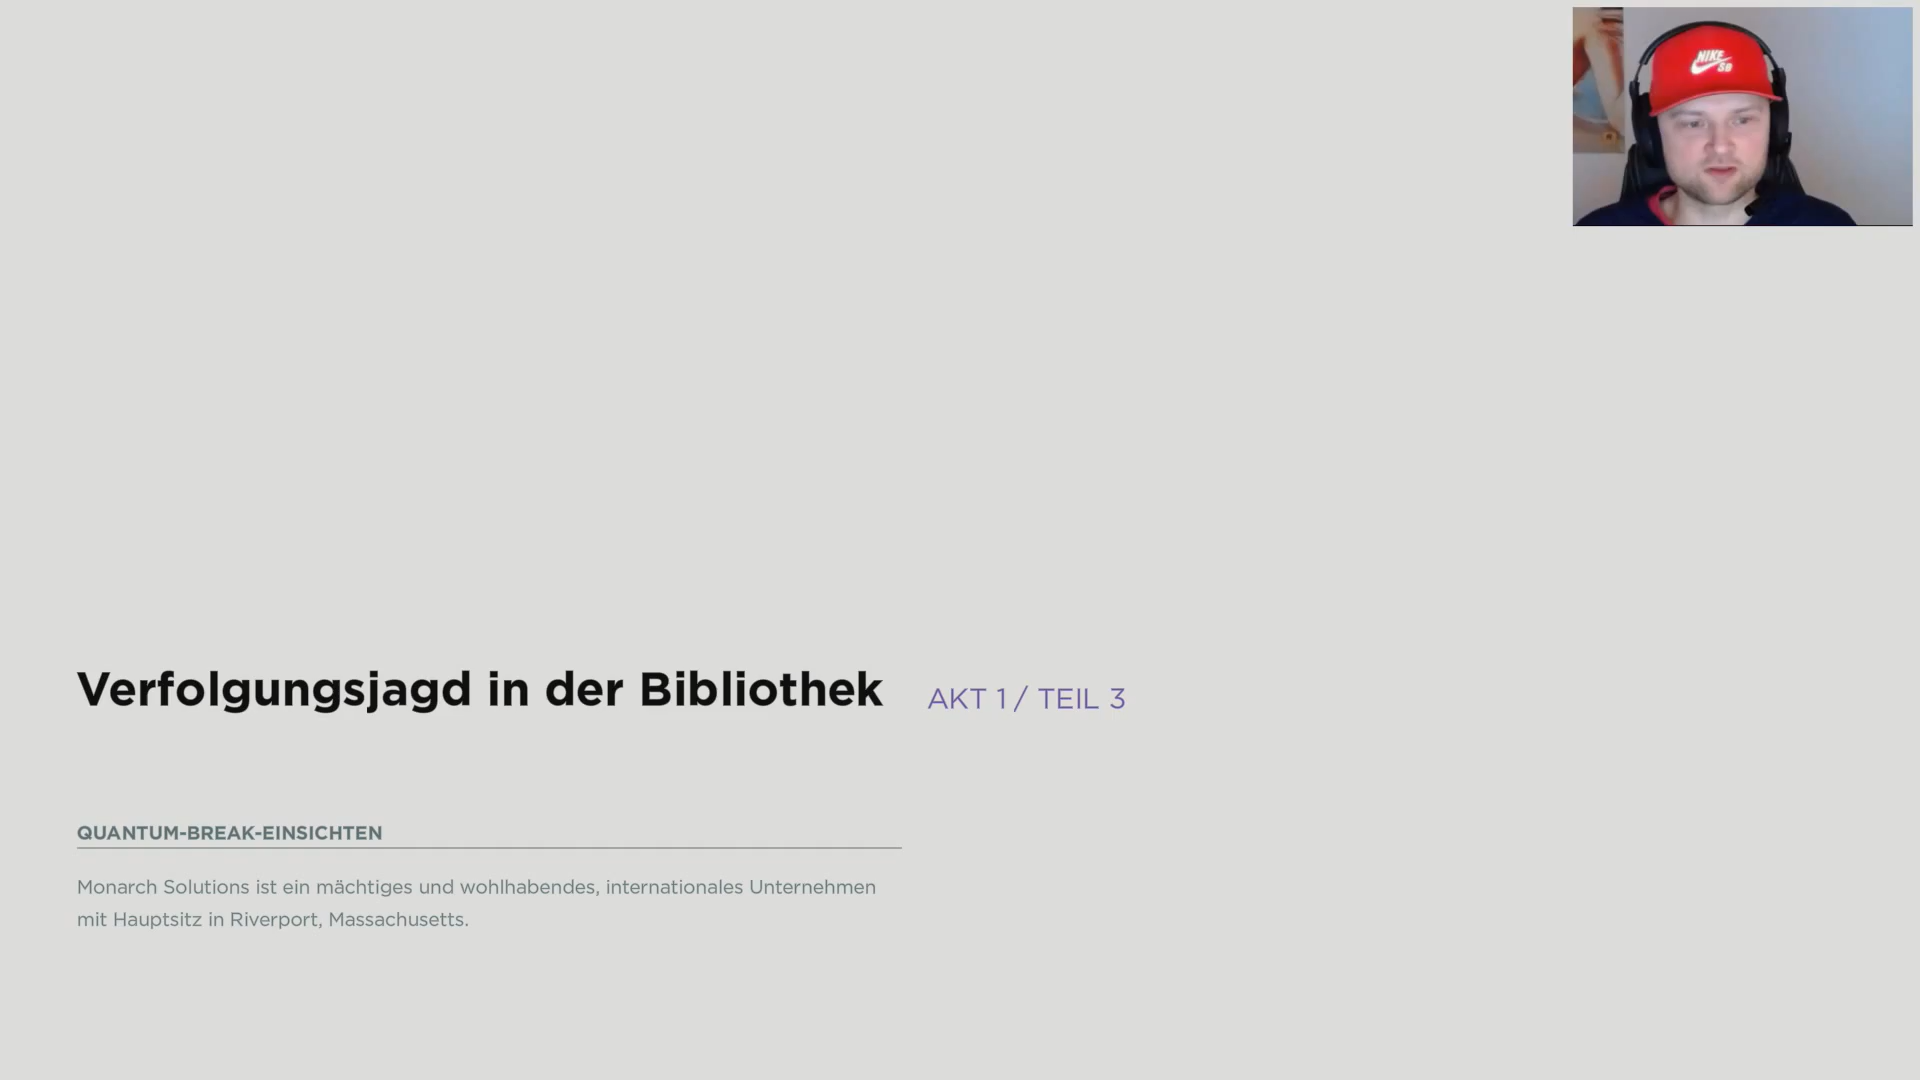 NIKE
SB
Verfolgungsjagd in der Bibliothek AKT 1 / TEIL 3
QUANTUM-BREAK-EINSICHTEN
Monarch Solutions ist ein mächtiges und wohlhabendes, internationales Unternehmen
mit Hauptsitz in Riverport, Massachusetts.